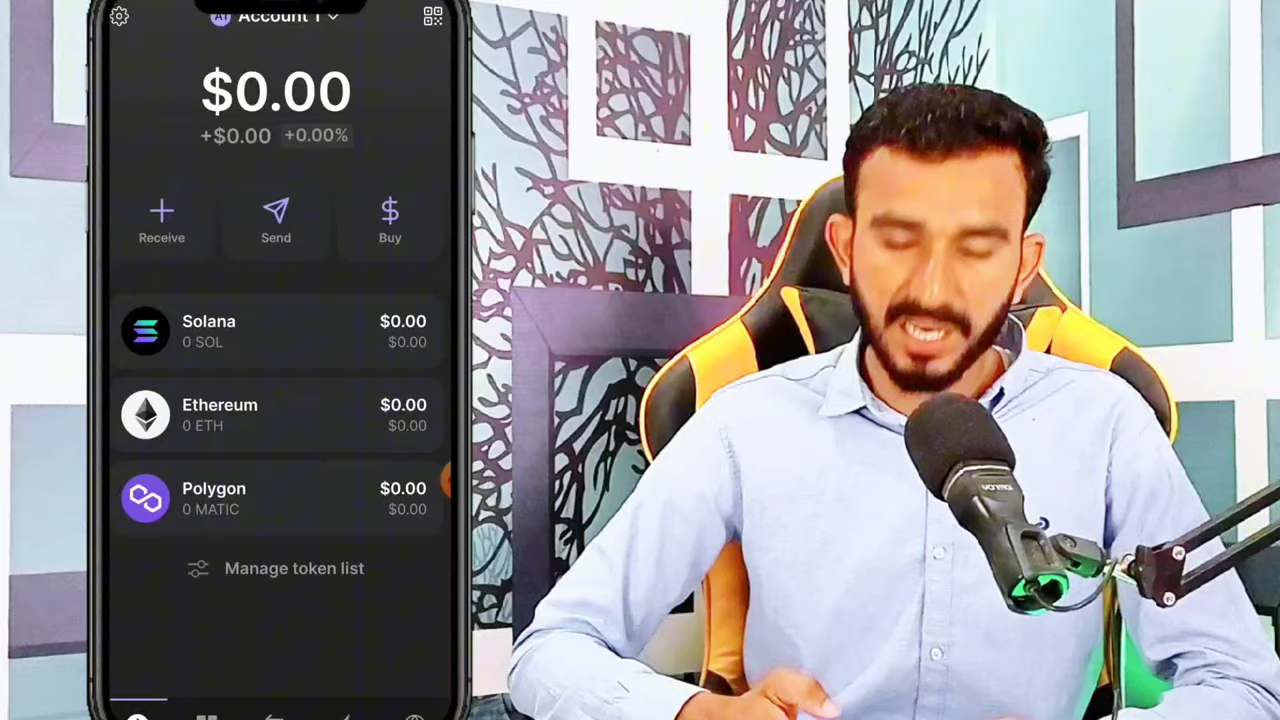 A1 Account 1
$0.00
+$0.00 +0.00%
Receive Send Buy
Solana $0.00
0 SOL $0.00
Ethereum $0.00
0 ETH $0.00
Polygon $0.00
0 MATIC $0.00
Manage token list